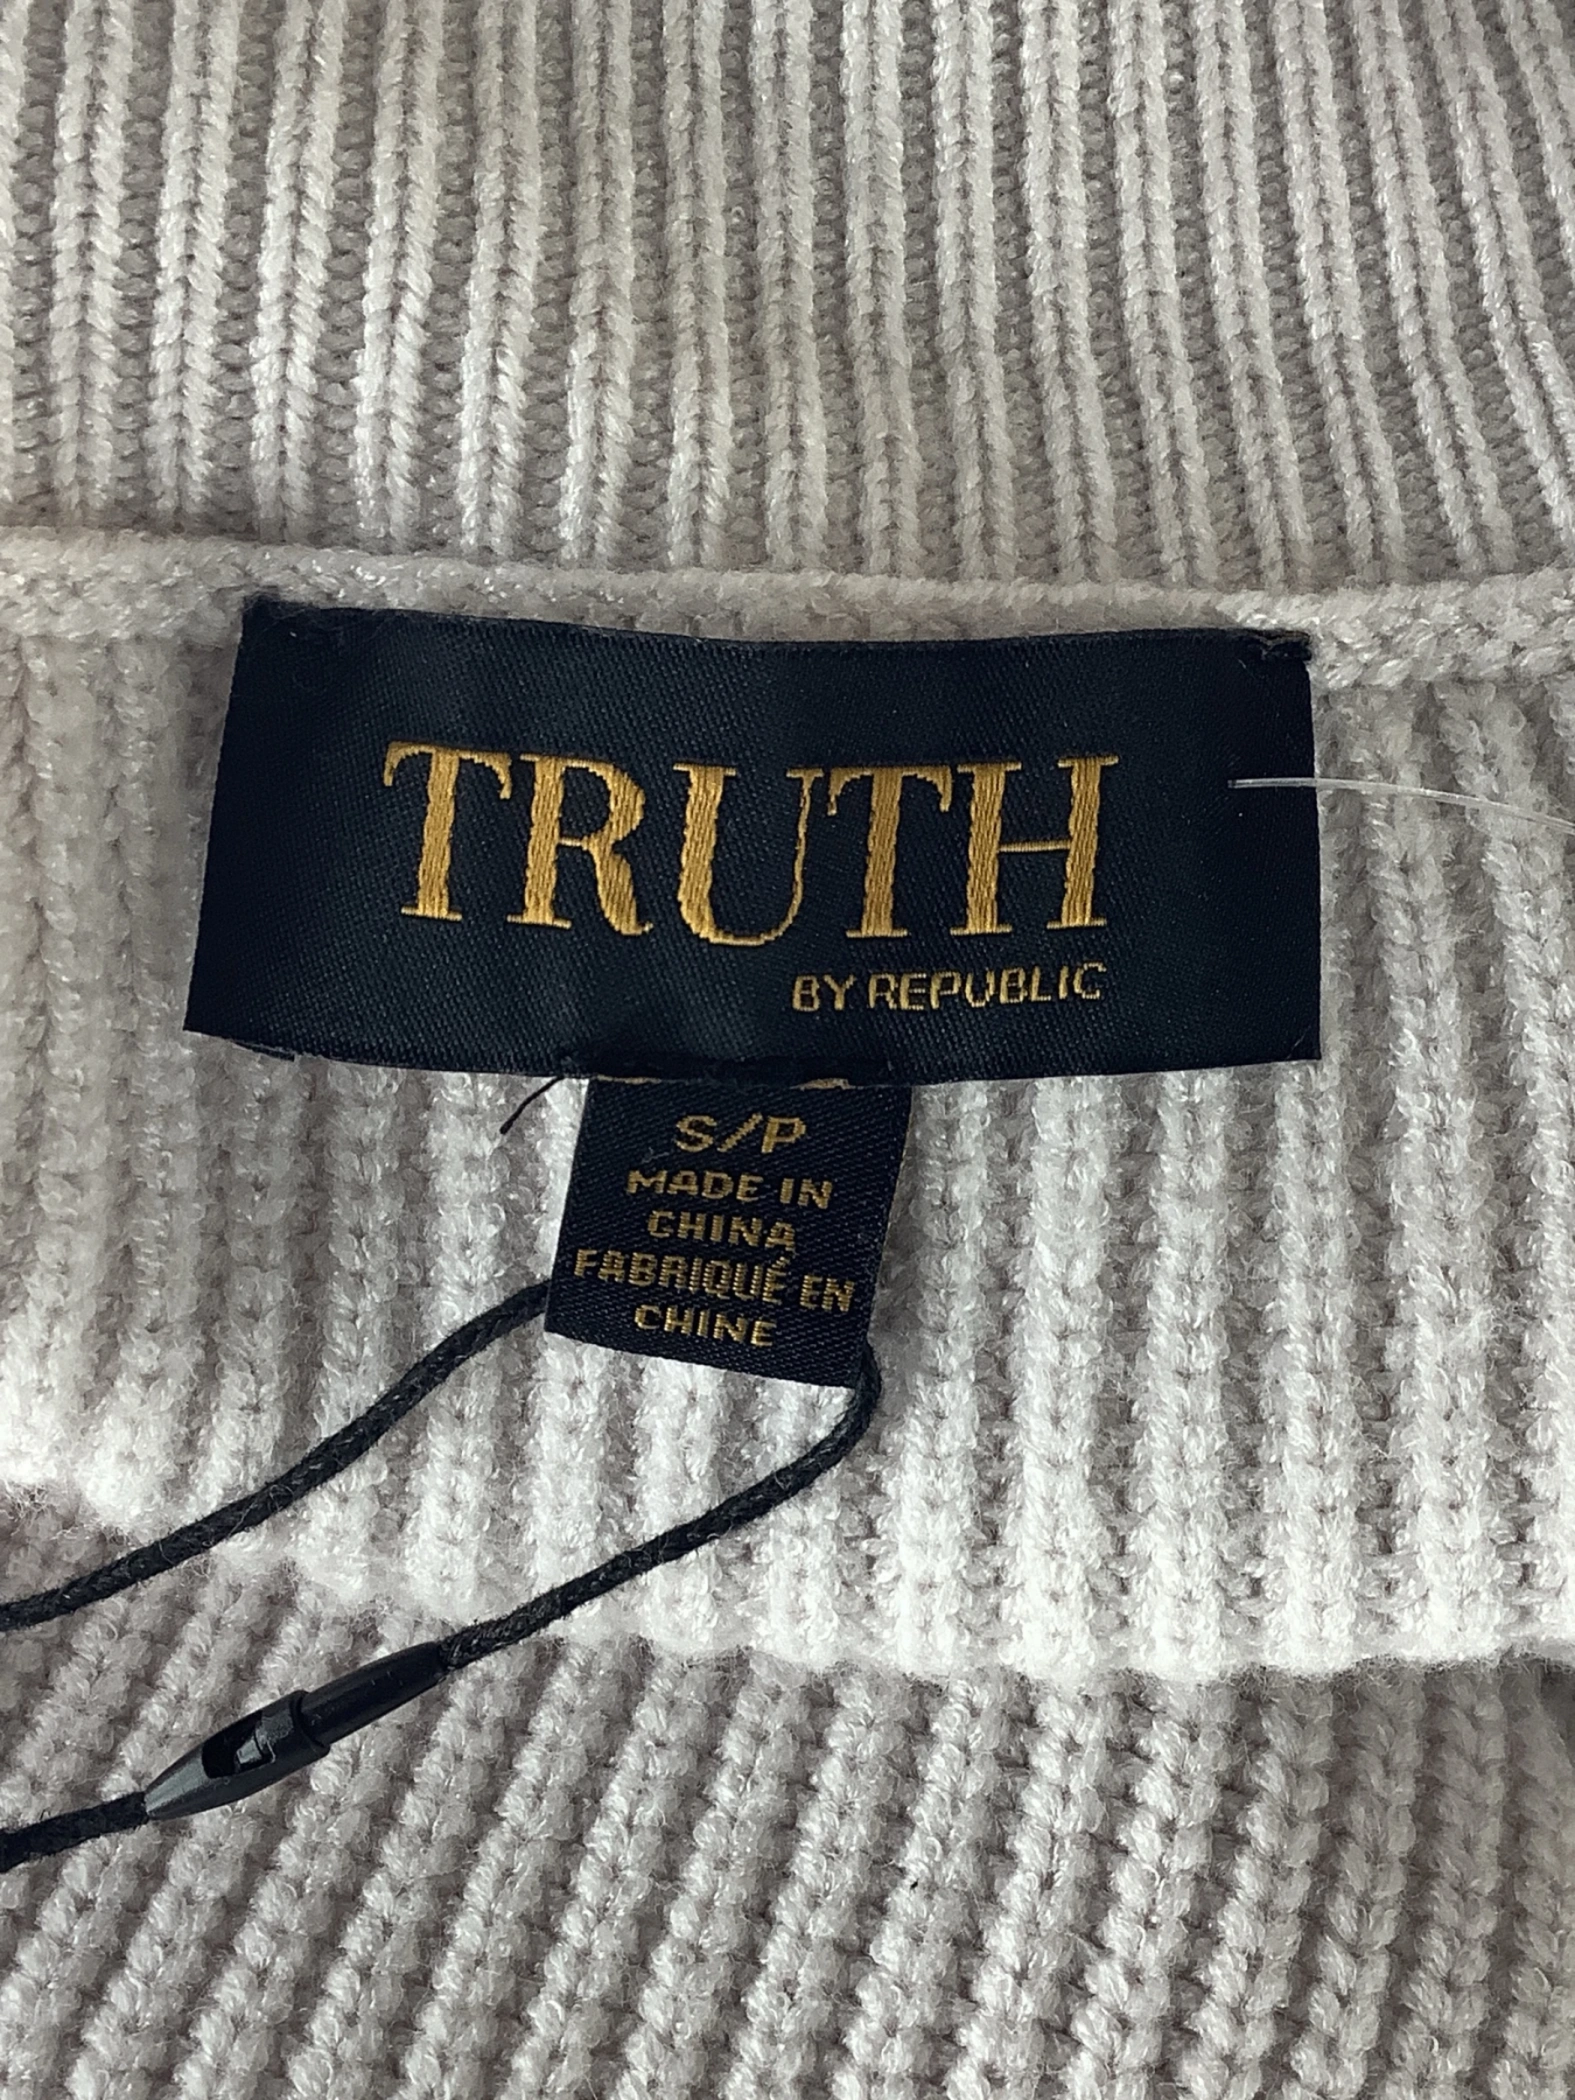 TRUTH
BY REPUBLIC
S/P
MADE IN
CHINA
FABRIQUÉ EN
CHINE